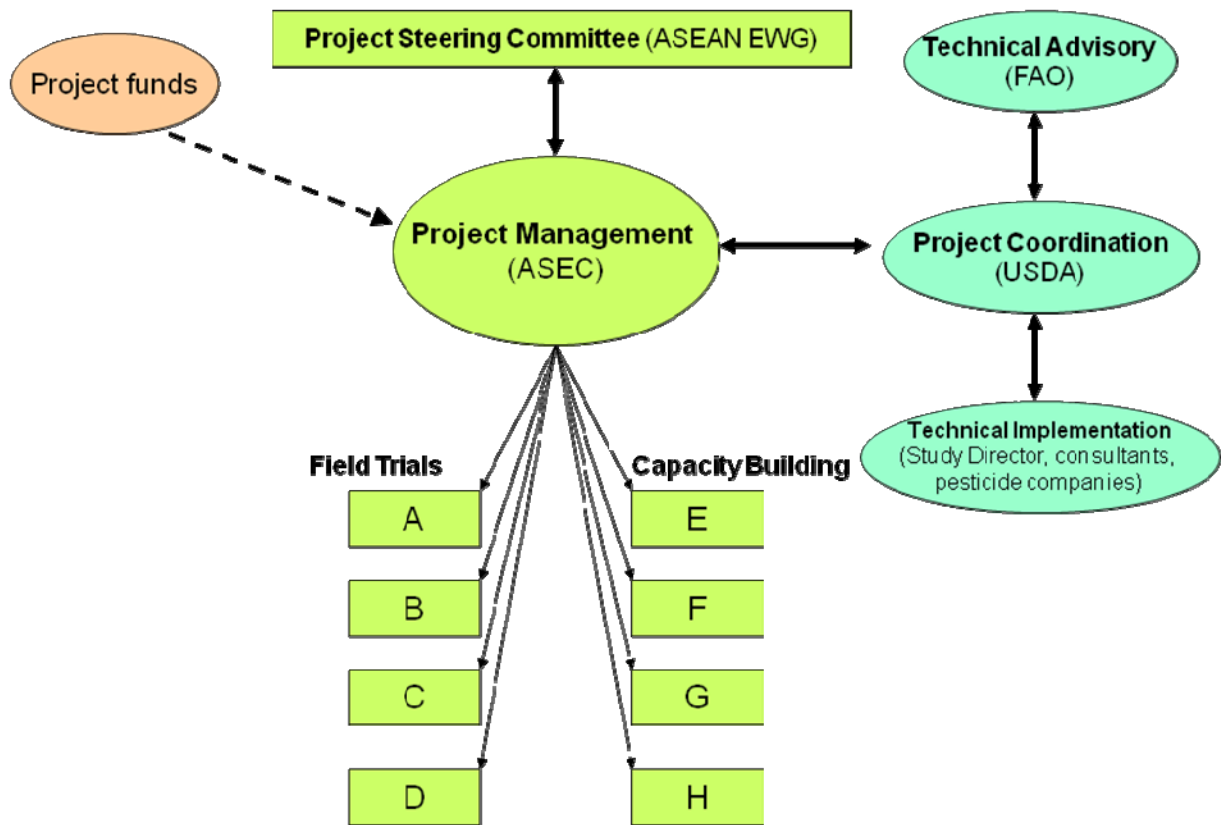 Project Steering Committee (ASEAN EWG)
Project funds
Technical Advisory
(FAO)
Project Management
(ASEC)
Project Coordination
(USDA)
Technical Implementation
(Study Director, consultants,
pesticide companies)
Field Trials
Capacity Building
A
E
B
F
C
G
D
H